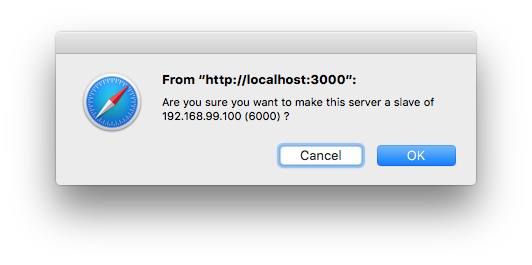 From “http://localhost:3000”:
Are you sure you want to make this server a slave of
192.168.99.100 (6000) ?
Cancel
OK